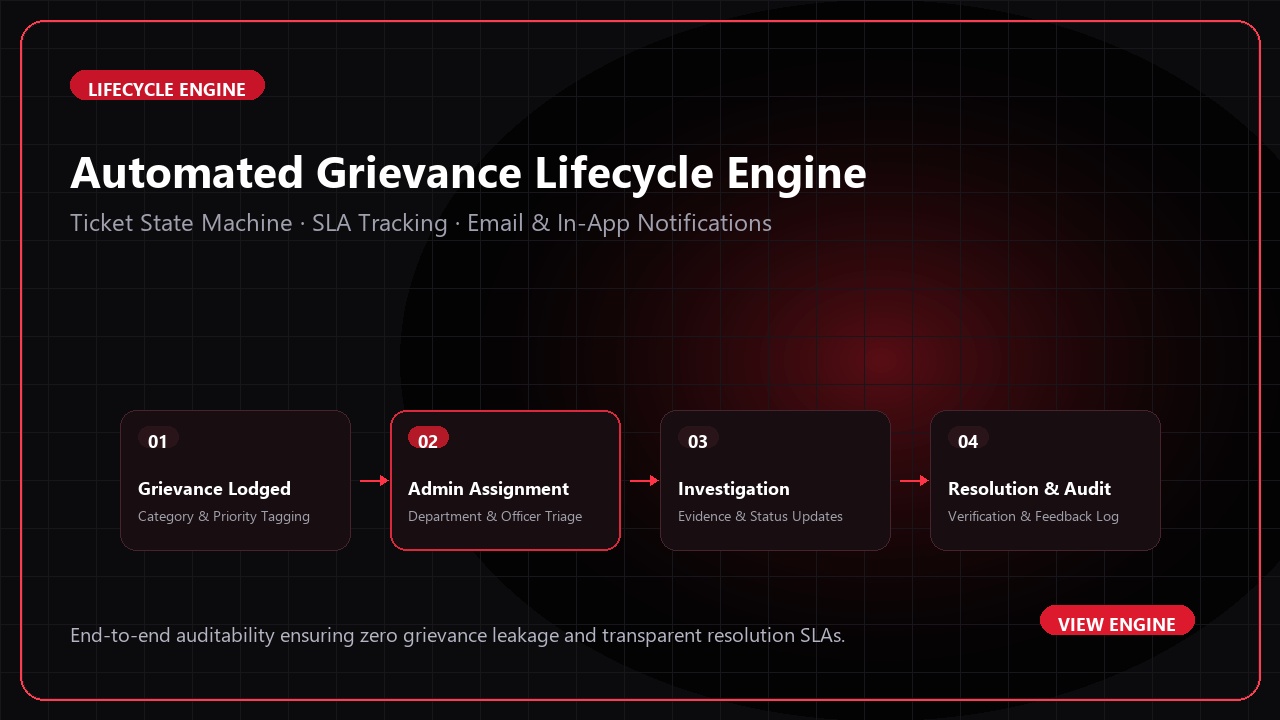 LIFECYCLE ENGINE
Automated Grievance Lifecycle Engine
Ticket State Machine · SLA Tracking · Email & In-App Notifications
01
Grievance Lodged
Category & Priority Tagging
02
Admin Assignment
Department & Officer Triage
03
Investigation
Evidence & Status Updates
04
Resolution & Audit
Verification & Feedback Log
End-to-end auditability ensuring zero grievance leakage and transparent resolution SLAs.
VIEW ENGINE